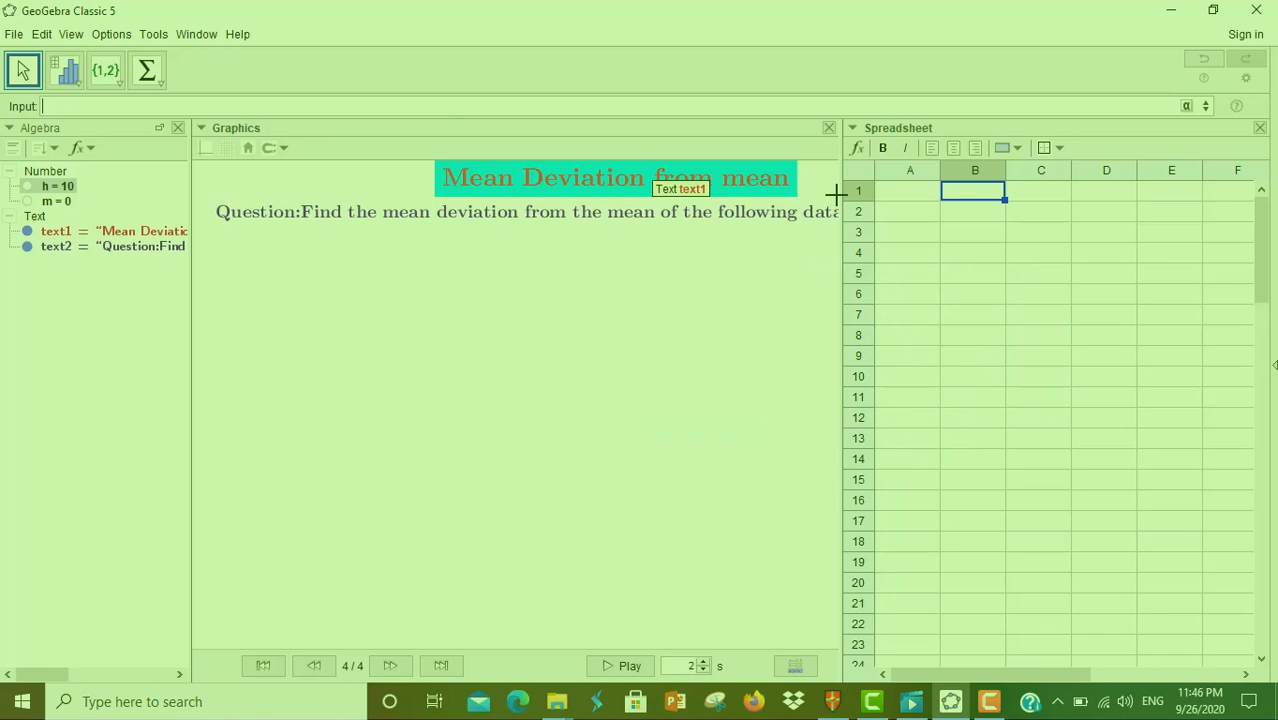 GeoGebra Classic 5
File Edit View Options Tools Window Help
Sign in
{1,2} Σ
Input: α
Algebra
Graphics
Spreadsheet
fx
fx B I
Number
h = 10
m = 0
Text
text1 = "Mean Deviatio
text2 = "Question:Find
Mean Deviation from mean
Text text1
Question:Find the mean deviation from the mean of the following data
A B C D E F
1
2
3
4
5
6
7
8
9
10
11
12
13
14
15
16
17
18
19
20
21
22
23
24
4 / 4 Play 2 s
Type here to search
ENG
11:46 PM
9/26/2020